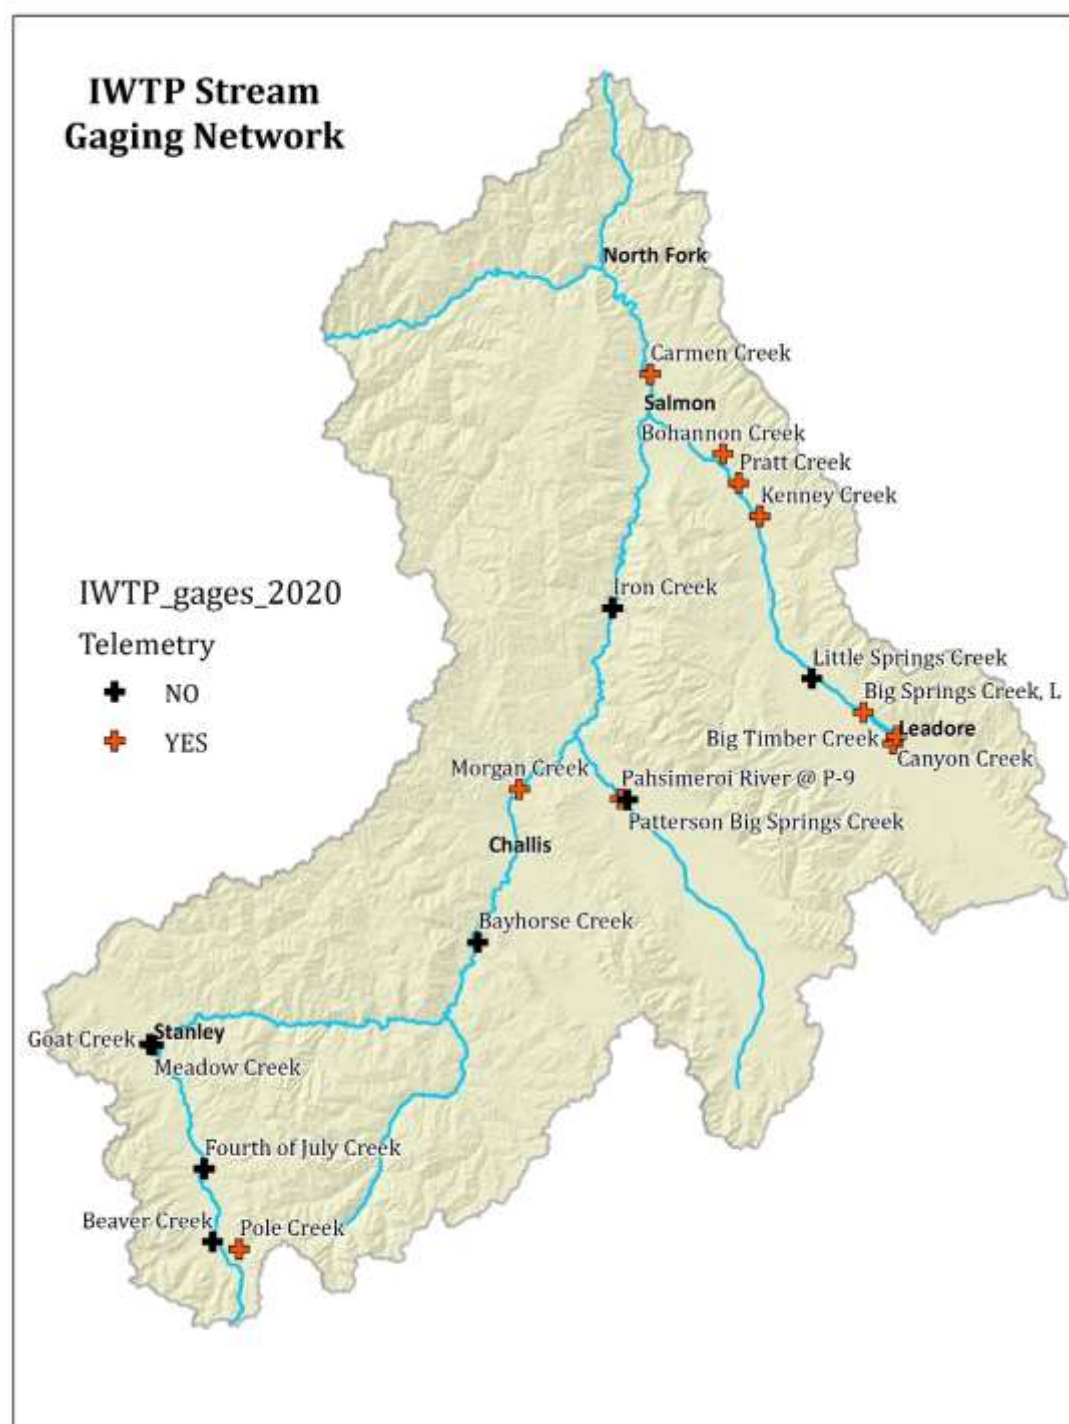 IWTP Stream
Gaging Network
North Fork
Carmen Creek
Salmon
Bohannon Creek
Pratt Creek
Kenney Creek
IWTP_gages_2020
Iron Creek
Telemetry
NO
YES
Little Springs Creek
Big Springs Creek, L
Leadore
Big Timber Creek
Canyon Creek
Morgan Creek
Pahsimeroi River @ P-9
Patterson Big Springs Creek
Challis
Bayhorse Creek
Stanley
Goat Creek
Meadow Creek
Fourth of July Creek
Beaver Creek
Pole Creek